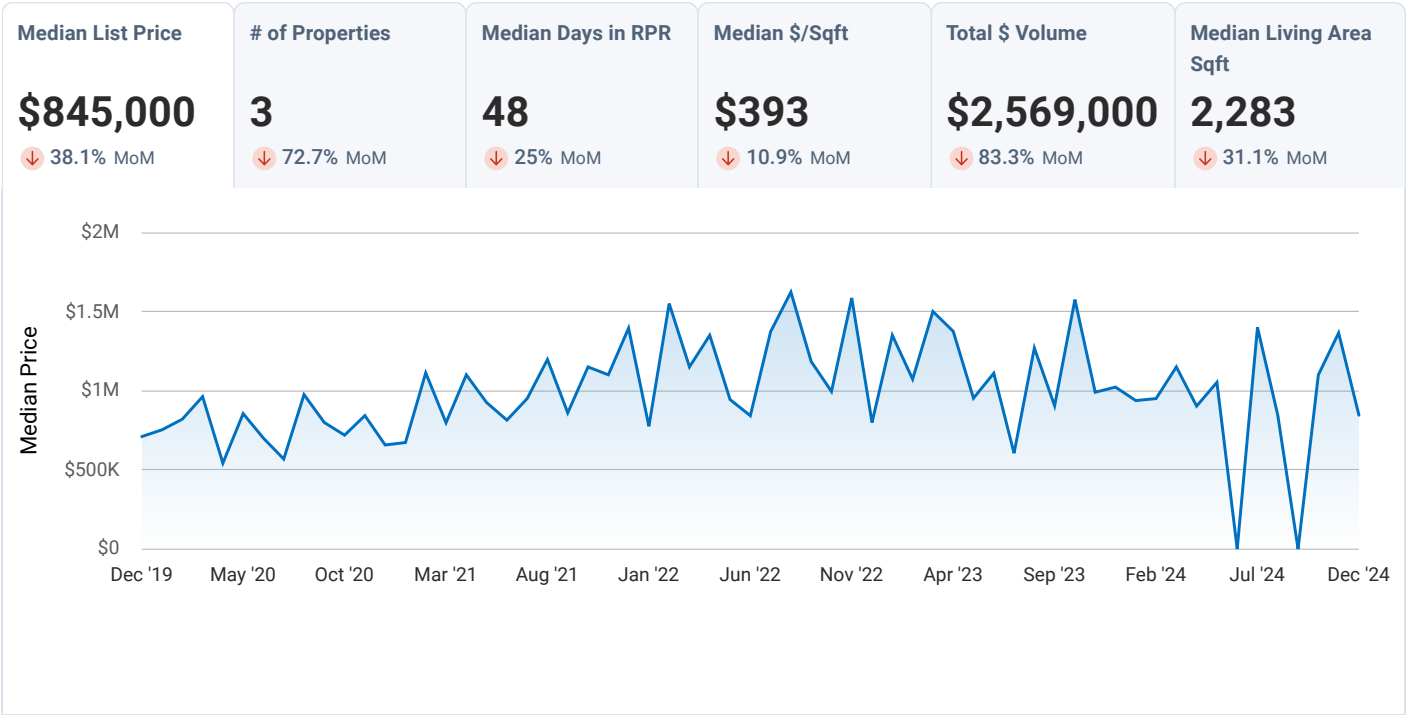 Median List Price
$845,000
38.1% MoM
# of Properties
3
72.7% MoM
Median Days in RPR
48
25% MoM
Median $/Sqft
$393
10.9% MoM
Total $ Volume
$2,569,000
83.3% MoM
Median Living Area
Sqft
2,283
31.1% MoM
Median Price
$2M
$1.5M
$1M
$500K
$0
Dec '19 May '20 Oct '20 Mar '21 Aug '21 Jan '22 Jun '22 Nov '22 Apr '23 Sep '23 Feb '24 Jul '24 Dec '24